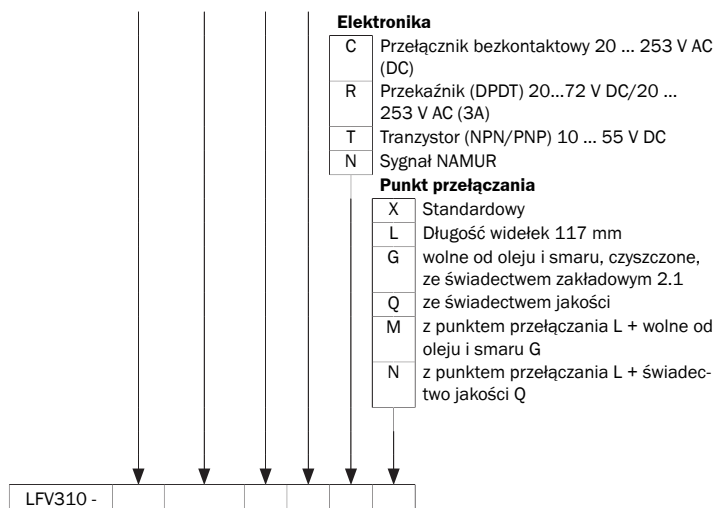 Elektronika
C Przełącznik bezkontaktowy 20 ... 253 V AC
(DC)
R Przekaźnik (DPDT) 20...72 V DC/20 ...
253 V AC (3A)
T Tranzystor (NPN/PNP) 10 ... 55 V DC
N Sygnał NAMUR
Punkt przełączania
X Standardowy
L Długość widełek 117 mm
G wolne od oleju i smaru, czyszczone,
ze świadectwem zakładowym 2.1
Q ze świadectwem jakości
M z punktem przełączania L + wolne od
oleju i smaru G
N z punktem przełączania L + świadec-
two jakości Q
LFV310 -